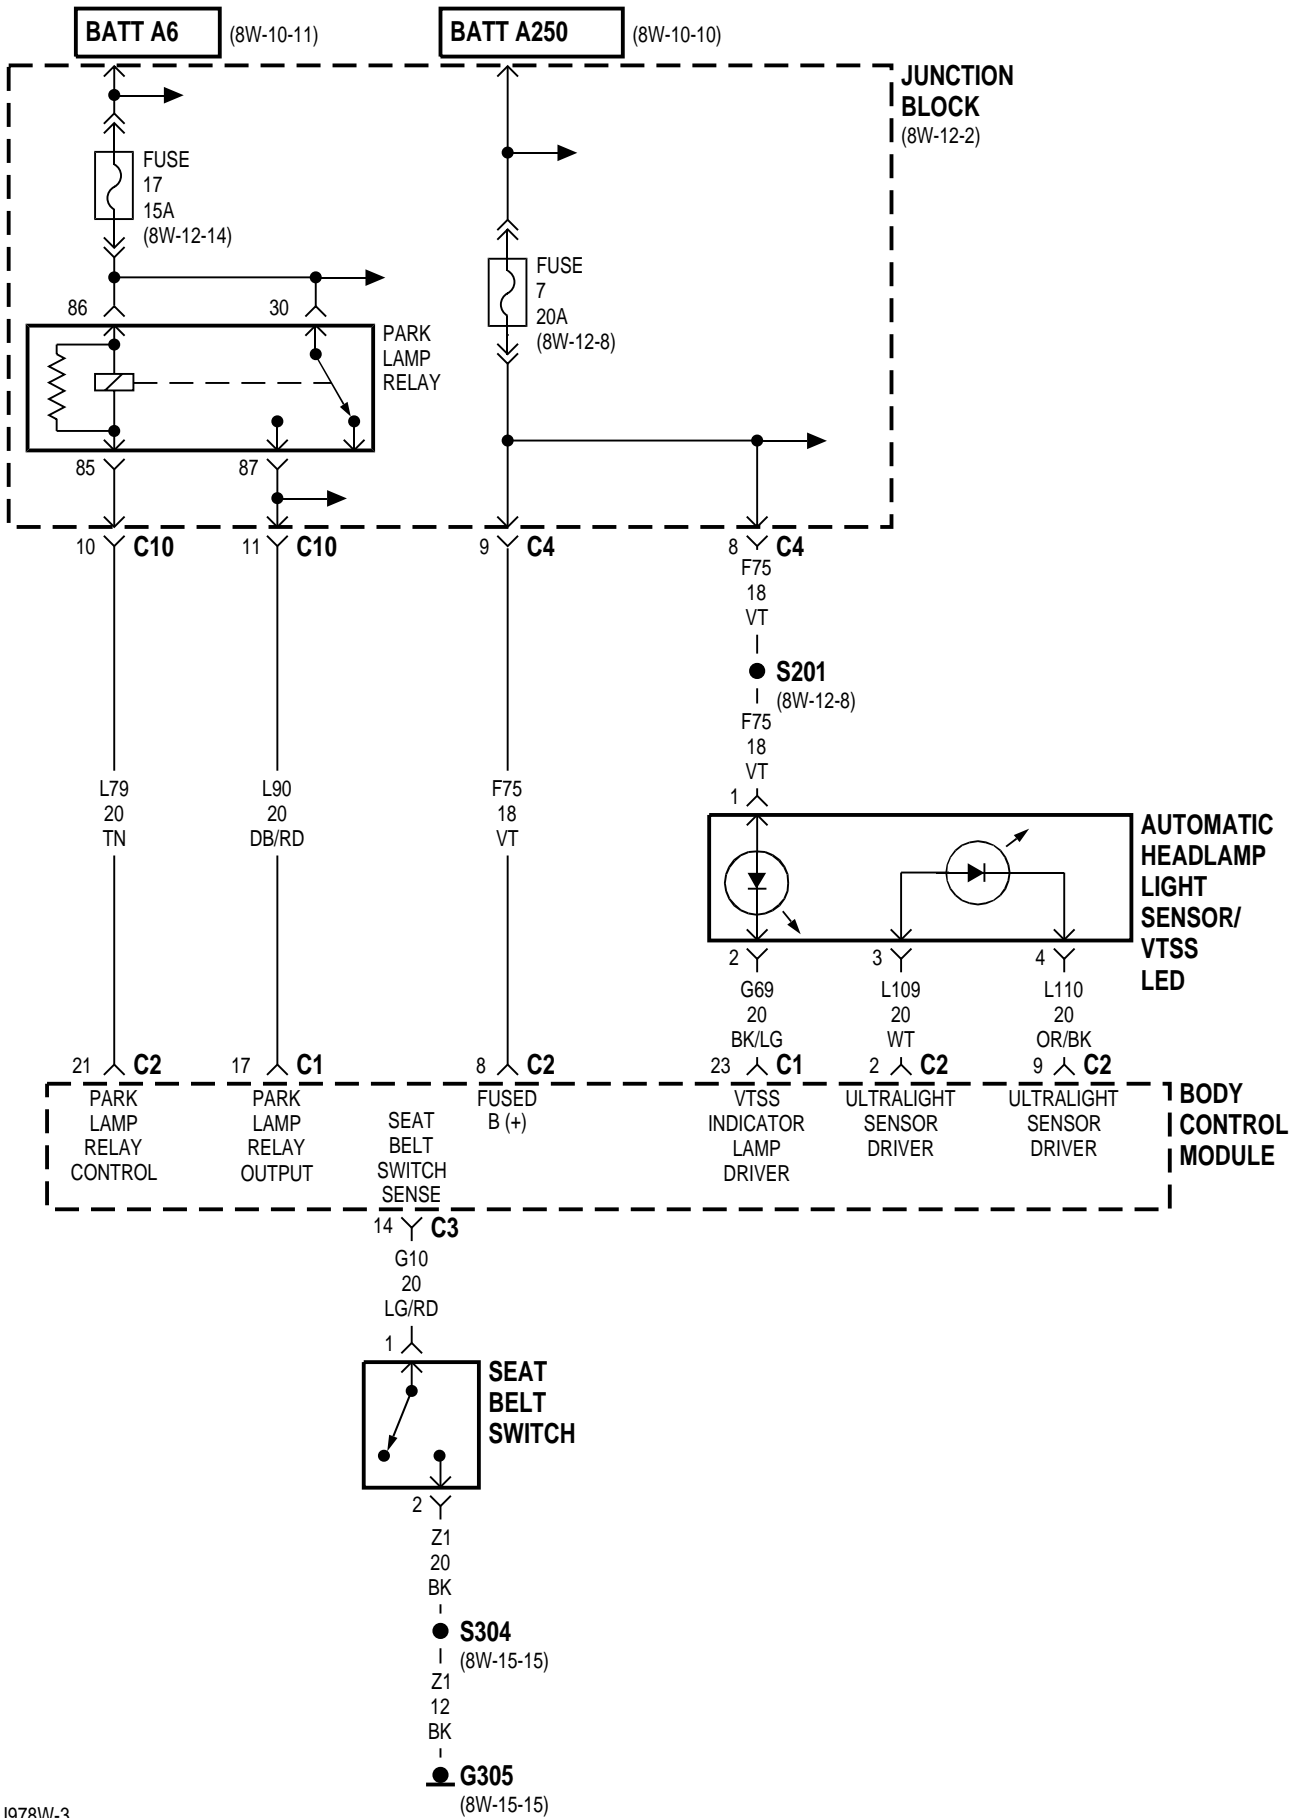 BATT A6
(8W-10-11)
BATT A250
(8W-10-10)
JUNCTION
BLOCK
(8W-12-2)
FUSE
17
15A
(8W-12-14)
FUSE
7
20A
(8W-12-8)
86
30
PARK
LAMP
RELAY
85
87
10
C10
11
C10
9
C4
8
C4
F75
18
VT
S201
(8W-12-8)
F75
18
VT
L79
20
TN
L90
20
DB/RD
F75
18
VT
1
AUTOMATIC
HEADLAMP
LIGHT
SENSOR/
VTSS
LED
2
3
4
G69
20
BK/LG
L109
20
WT
L110
20
OR/BK
21
C2
17
C1
8
C2
23
C1
2
C2
9
C2
PARK
LAMP
RELAY
CONTROL
PARK
LAMP
RELAY
OUTPUT
SEAT
BELT
SWITCH
SENSE
FUSED
B (+)
VTSS
INDICATOR
LAMP
DRIVER
ULTRALIGHT
SENSOR
DRIVER
ULTRALIGHT
SENSOR
DRIVER
BODY
CONTROL
MODULE
14
C3
G10
20
LG/RD
1
SEAT
BELT
SWITCH
2
Z1
20
BK
S304
(8W-15-15)
Z1
12
BK
G305
(8W-15-15)
J978W-3